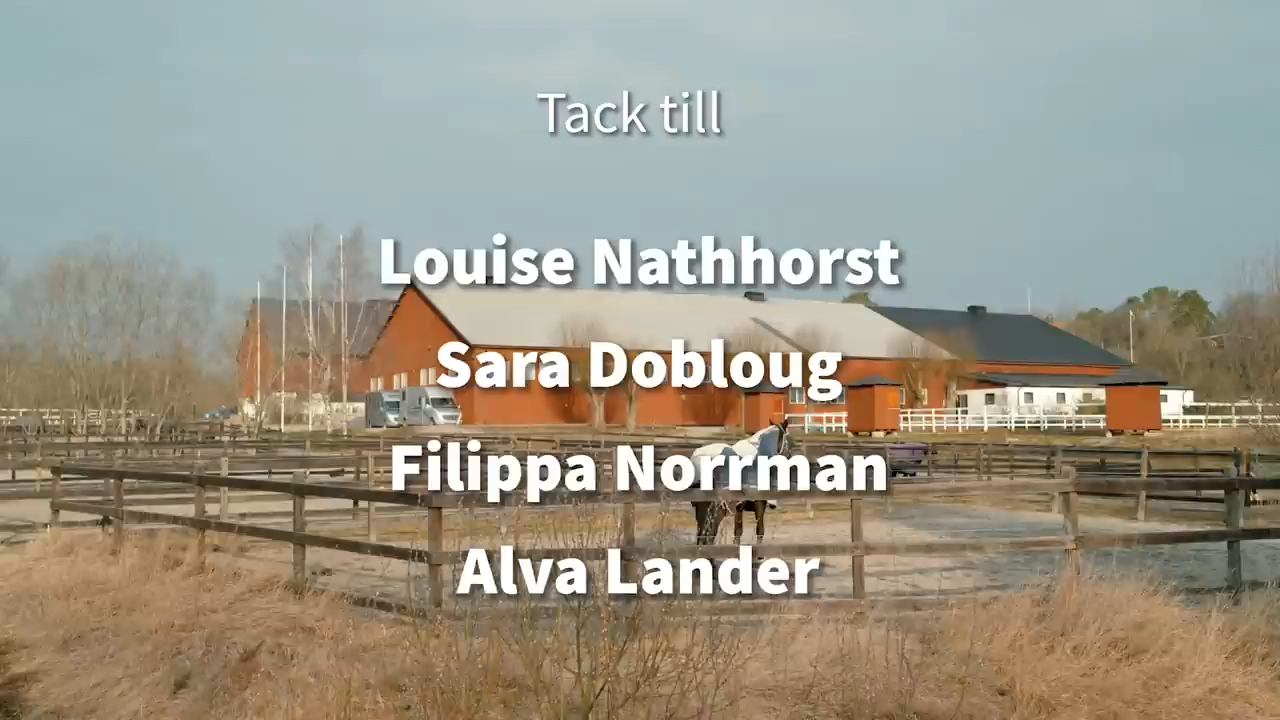 Tack till
Louise Nathhorst
Sara Dobloug
Filippa Norrman
Alva Lander